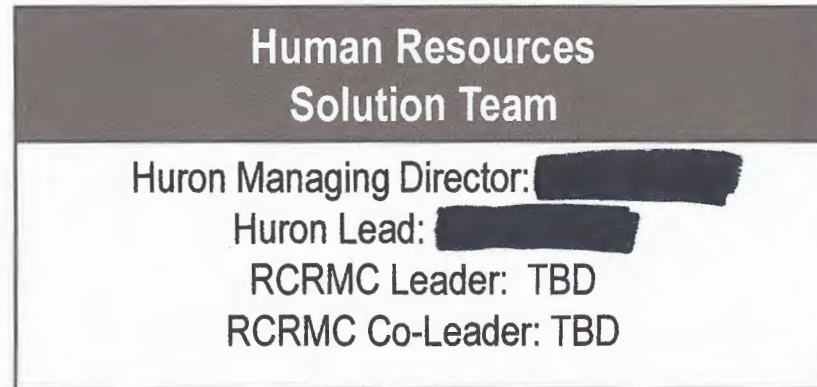 Human Resources
Solution Team
Huron Managing Director:
Huron Lead:
RCRMC Leader: TBD
RCRMC Co-Leader: TBD